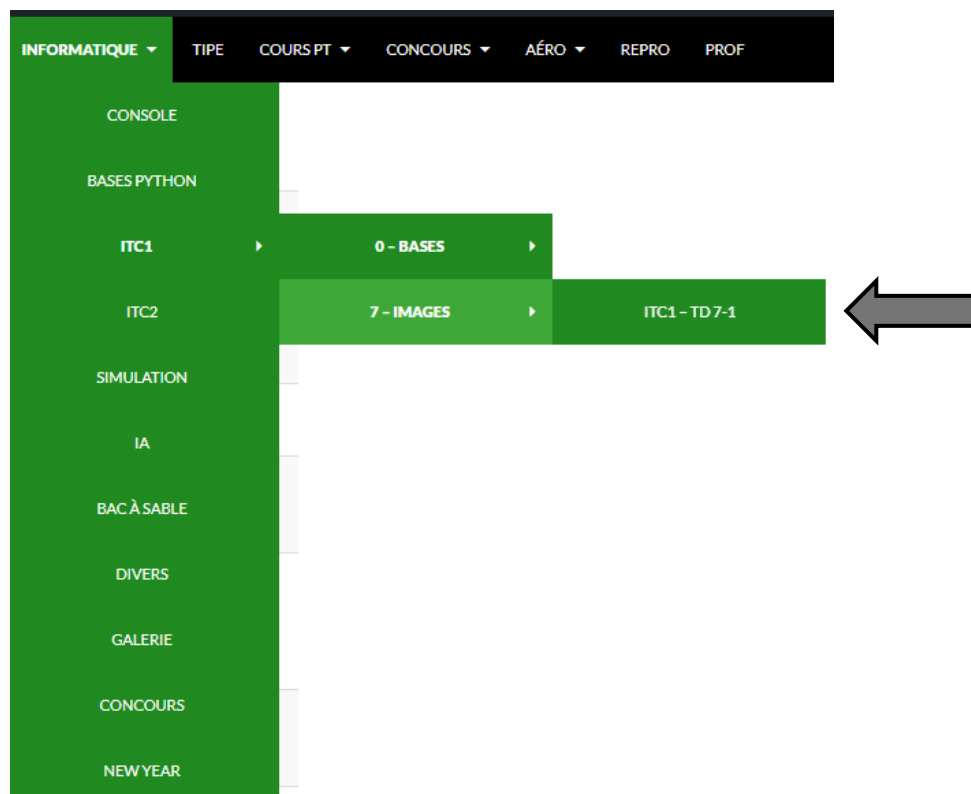 INFORMATIQUE TIPE COURS PT CONCOURS AÉRO REPRO PROF
CONSOLE
BASES PYTHON
ITC1 0 – BASES
ITC2 7 – IMAGES ITC1 – TD 7-1
SIMULATION
IA
BAC À SABLE
DIVERS
GALERIE
CONCOURS
NEW YEAR